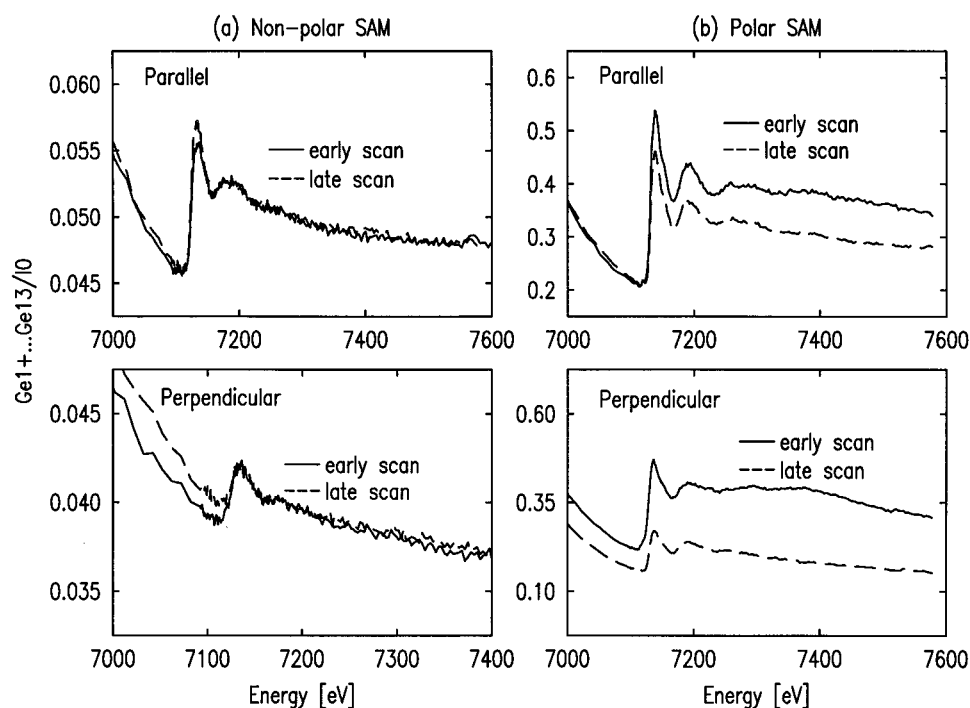 (a) Non-polar SAM
(b) Polar SAM
Ge1+...Ge13/I0
0.060
0.055
0.050
0.045
Parallel
early scan
late scan
7000
7200
7400
7600
0.6
0.5
0.4
0.3
0.2
Parallel
early scan
late scan
7000
7200
7400
7600
0.045
0.040
0.035
Perpendicular
early scan
late scan
7000
7100
7200
7300
7400
Energy [eV]
0.60
0.35
0.10
Perpendicular
early scan
late scan
7000
7200
7400
7600
Energy [eV]